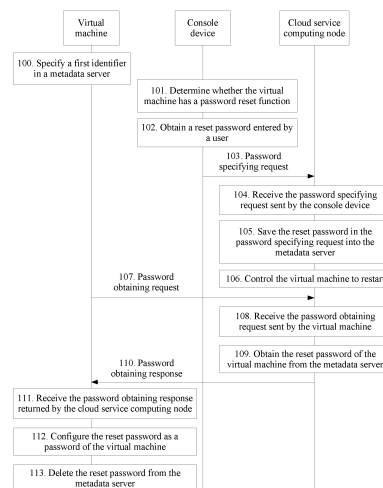 Virtual
machine
Console
device
Cloud service
computing node
100. Specify a first identifier
in a metadata server
101. Determine whether the virtual
machine has a password reset function
102. Obtain a reset password entered by
a user
103. Password
specifying request
104. Receive the password specifying
request sent by the console device
105. Save the reset password in the
password specifying request into the
metadata server
106. Control the virtual machine to restart
107. Password
obtaining request
108. Receive the password obtaining
request sent by the virtual machine
109. Obtain the reset password of the
virtual machine from the metadata server
110. Password
obtaining response
111. Receive the password obtaining response
returned by the cloud service computing node
112. Configure the reset password as a
password of the virtual machine
113. Delete the reset password from the
metadata server